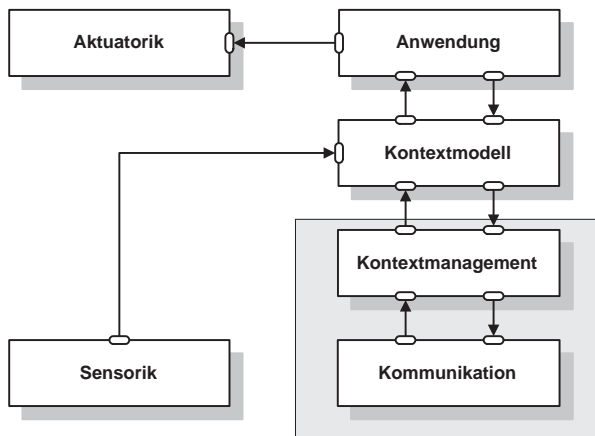 Aktuatorik
Anwendung
Kontextmodell
Kontextmanagement
Sensorik
Kommunikation